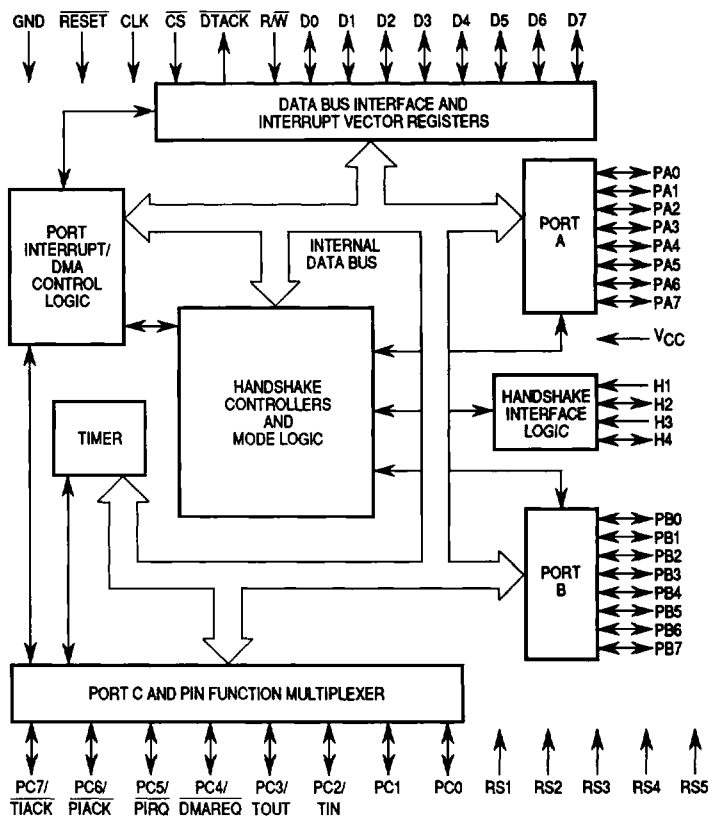 GND RESET CLK CS DTACK R/W D0 D1 D2 D3 D4 D5 D6 D7
DATA BUS INTERFACE AND
INTERRUPT VECTOR REGISTERS
PORT
INTERRUPT/
DMA
CONTROL
LOGIC
INTERNAL
DATA BUS
PORT
A
PA0
PA1
PA2
PA3
PA4
PA5
PA6
PA7
VCC
HANDSHAKE
CONTROLLERS
AND
MODE LOGIC
HANDSHAKE
INTERFACE
LOGIC
H1
H2
H3
H4
TIMER
PORT
B
PB0
PB1
PB2
PB3
PB4
PB5
PB6
PB7
PORT C AND PIN FUNCTION MULTIPLEXER
PC7/ PC6/ PC5/ PC4/ PC3/ PC2/ PC1 PC0 RS1 RS2 RS3 RS4 RS5
TIACK PIACK PIRQ DMAREQ TOUT TIN